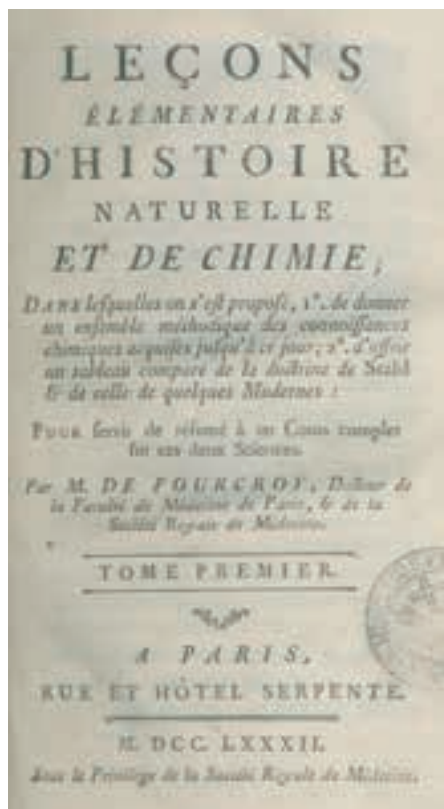 LEÇONS
ÉLÉMENTAIRES
D'HISTOIRE
NATURELLE
ET DE CHIMIE,
DANS lesquelles on s'est proposé, 1°. de donner
un ensemble méthodique des connoissances
chimiques acquises jusqu'à ce jour; 2°. d'offrir
un tableau comparé de la doctrine de Stahl
& de celle de quelques Modernes :
POUR servir de résumé à un Cours complet
sur ces deux Sciences.
Par M. DE FOURCROY, Docteur de
la Faculté de Médecine de Paris, & de la
Société Royale de Médecine.
TOME PREMIER.
A PARIS,
RUE ET HÔTEL SERPENTE.
M. DCC. LXXXII.
Sous le Privilège de la Société Royale de Médecine.